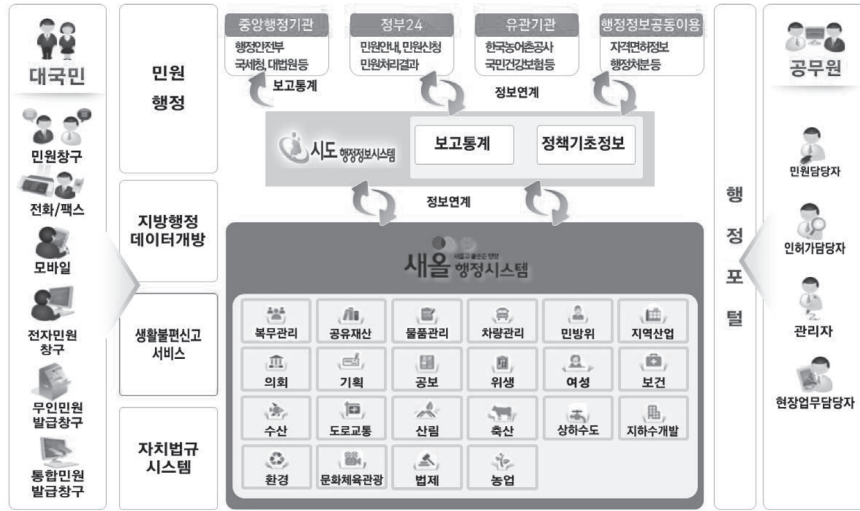 대국민
민원창구
전화/팩스
모바일
전자민원
창구
무인민원
발급창구
통합민원
발급창구
민원
행정
지방행정
데이터개방
생활불편신고
서비스
자치법규
시스템
중앙행정기관
행정안전부
국세청, 대법원 등
정부24
민원안내, 민원신청
민원처리결과
유관기관
한국농어촌공사
국민건강보험 등
행정정보공동이용
자격면허정보
행정처분 등
보고통계
정보연계
시도 행정정보시스템
보고통계
정책기초정보
정보연계
새올 행정시스템
복무관리
공유재산
물품관리
차량관리
민방위
지역산업
의회
기획
공보
위생
여성
보건
수산
도로교통
산림
축산
상하수도
지하수개발
환경
문화체육관광
법제
농업
행
정
포
털
공무원
민원담당자
인허가담당자
관리자
현장업무담당자